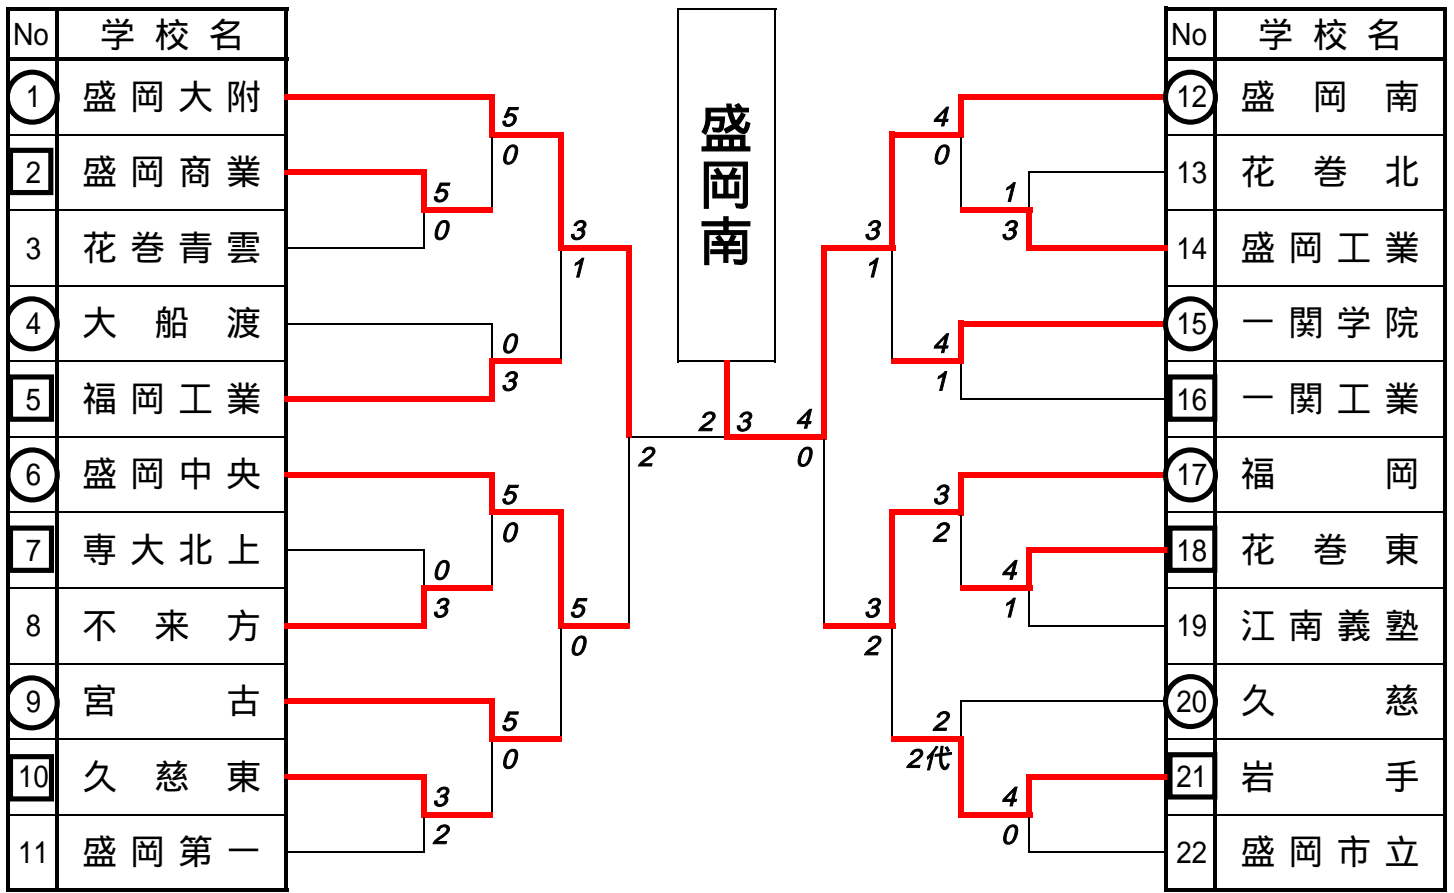 No 学校名
1 盛岡大附
2 盛岡商業
3 花巻青雲
4 大船渡
5 福岡工業
6 盛岡中央
7 専大北上
8 不来方
9 宮古
10 久慈東
11 盛岡第一
5
0
5
0
3
1
0
3
2
5
0
0
3
5
0
5
0
3
2
盛岡南
2 3
4
0
4
0
1
3
3
1
4
1
3
2
4
1
3
2
2
2代
4
0
No 学校名
12 盛岡南
13 花巻北
14 盛岡工業
15 一関学院
16 一関工業
17 福岡
18 花巻東
19 江南義塾
20 久慈
21 岩手
22 盛岡市立